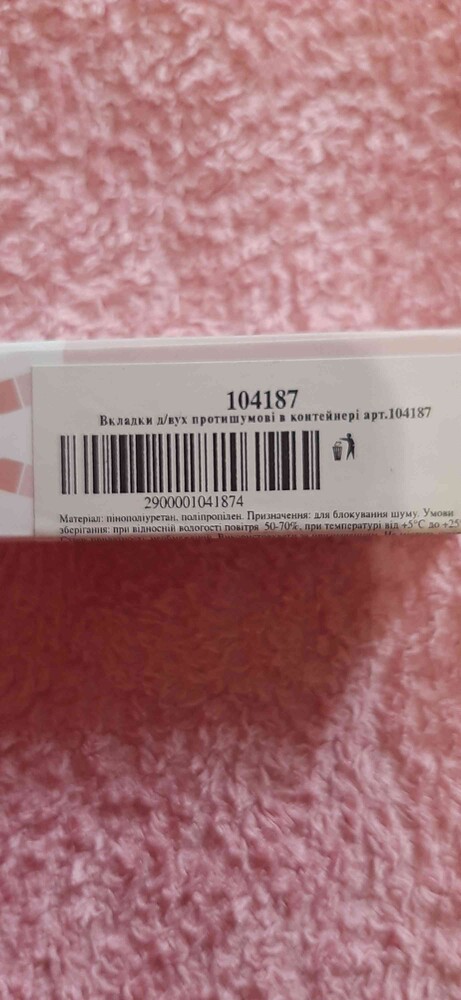 104187
Вкладки д/вух протишумові в контейнері арт.104187
2900001041874
Матеріал: пінополіуретан, поліпропілен. Призначення: для блокування шуму. Умови
зберігання: при відносній вологості повітря 50-70%, при температурі від +5°C до +25